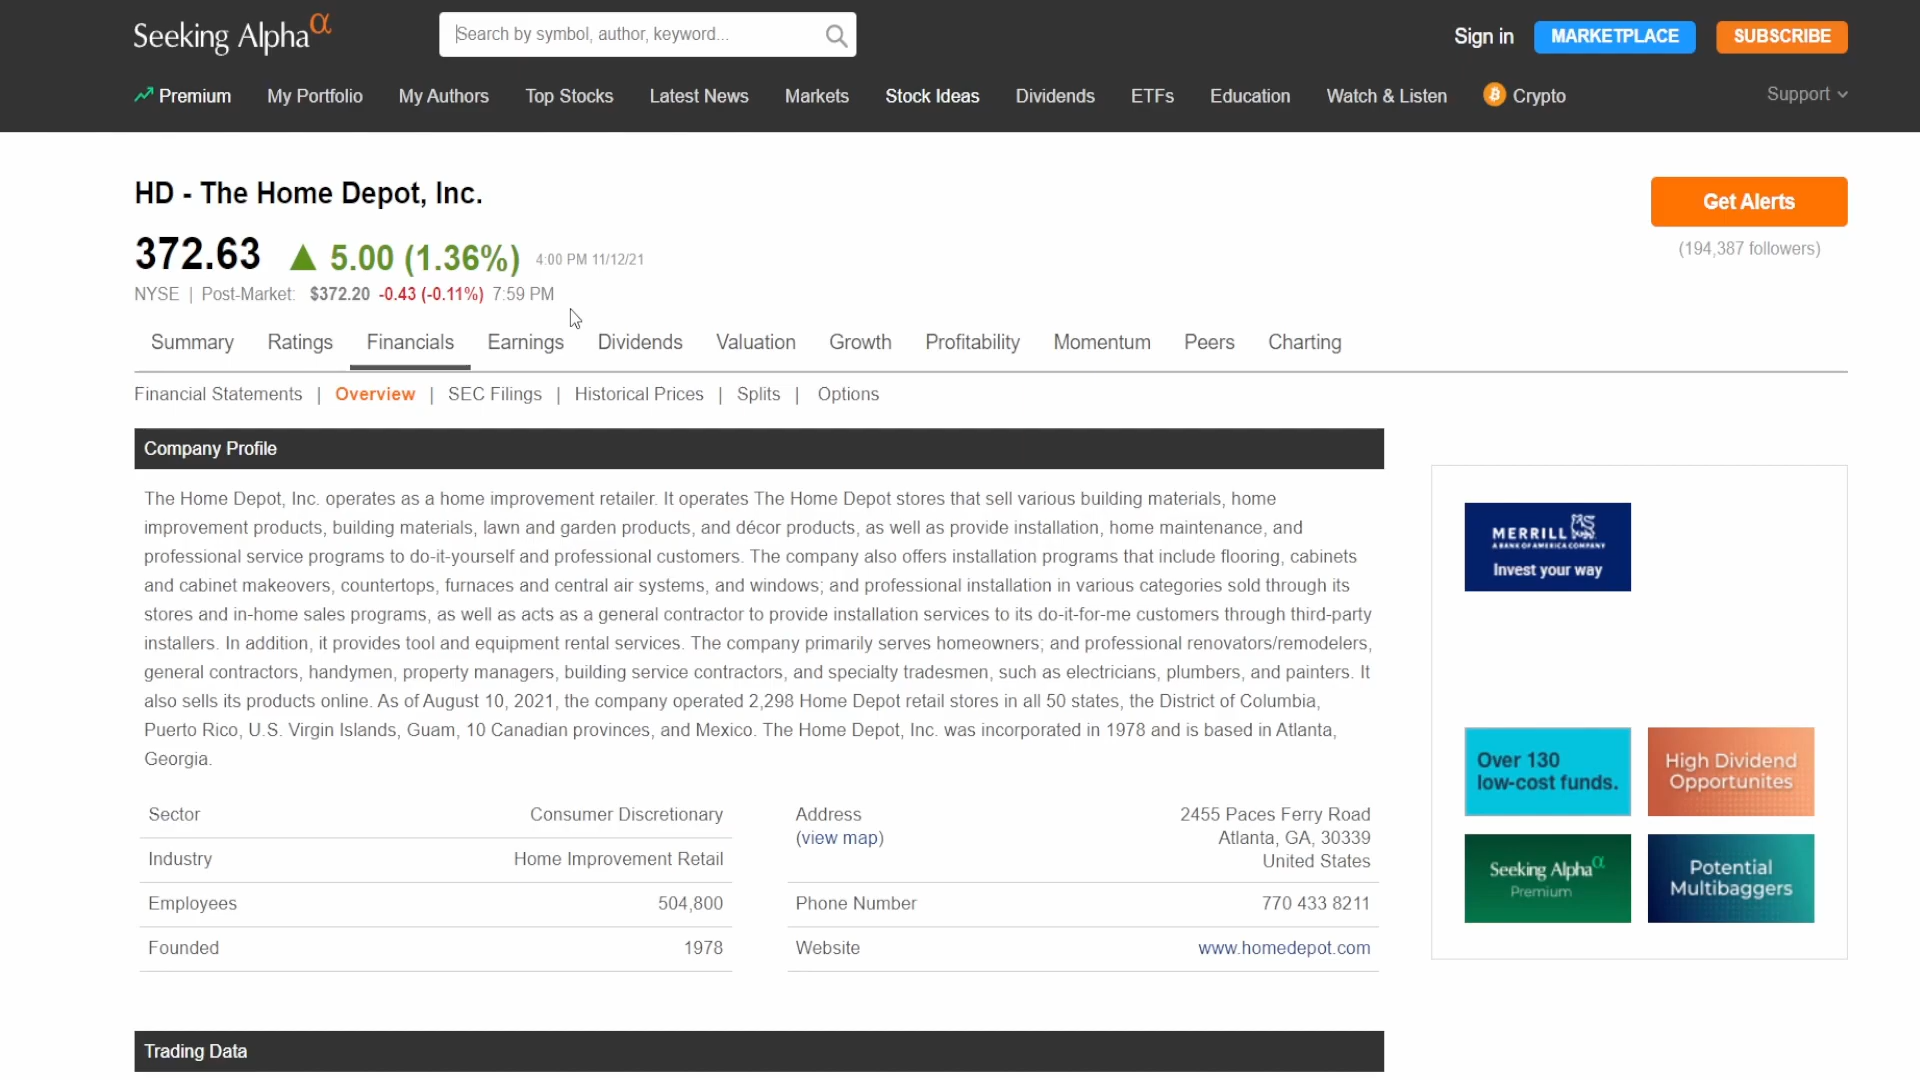 Seeking Alpha α
Search by symbol, author, keyword...
Sign in
MARKETPLACE
SUBSCRIBE
Premium
My Portfolio
My Authors
Top Stocks
Latest News
Markets
Stock Ideas
Dividends
ETFs
Education
Watch & Listen
Crypto
Support
HD - The Home Depot, Inc.
Get Alerts
(194,387 followers)
372.63 ▲ 5.00 (1.36%) 4:00 PM 11/12/21
NYSE | Post-Market: $372.20 -0.43 (-0.11%) 7:59 PM
Summary
Ratings
Financials
Earnings
Dividends
Valuation
Growth
Profitability
Momentum
Peers
Charting
Financial Statements | Overview | SEC Filings | Historical Prices | Splits | Options
Company Profile
The Home Depot, Inc. operates as a home improvement retailer. It operates The Home Depot stores that sell various building materials, home
improvement products, building materials, lawn and garden products, and décor products, as well as provide installation, home maintenance, and
professional service programs to do-it-yourself and professional customers. The company also offers installation programs that include flooring, cabinets
and cabinet makeovers, countertops, furnaces and central air systems, and windows; and professional installation in various categories sold through its
stores and in-home sales programs, as well as acts as a general contractor to provide installation services to its do-it-for-me customers through third-party
installers. In addition, it provides tool and equipment rental services. The company primarily serves homeowners; and professional renovators/remodelers,
general contractors, handymen, property managers, building service contractors, and specialty tradesmen, such as electricians, plumbers, and painters. It
also sells its products online. As of August 10, 2021, the company operated 2,298 Home Depot retail stores in all 50 states, the District of Columbia,
Puerto Rico, U.S. Virgin Islands, Guam, 10 Canadian provinces, and Mexico. The Home Depot, Inc. was incorporated in 1978 and is based in Atlanta,
Georgia.
Sector Consumer Discretionary
Industry Home Improvement Retail
Employees 504,800
Founded 1978
Address 2455 Paces Ferry Road
(view map) Atlanta, GA, 30339
United States
Phone Number 770 433 8211
Website www.homedepot.com
MERRILL
A BANK OF AMERICA COMPANY
Invest your way
Over 130
low-cost funds.
High Dividend
Opportunites
Seeking Alpha α
Premium
Potential
Multibaggers
Trading Data